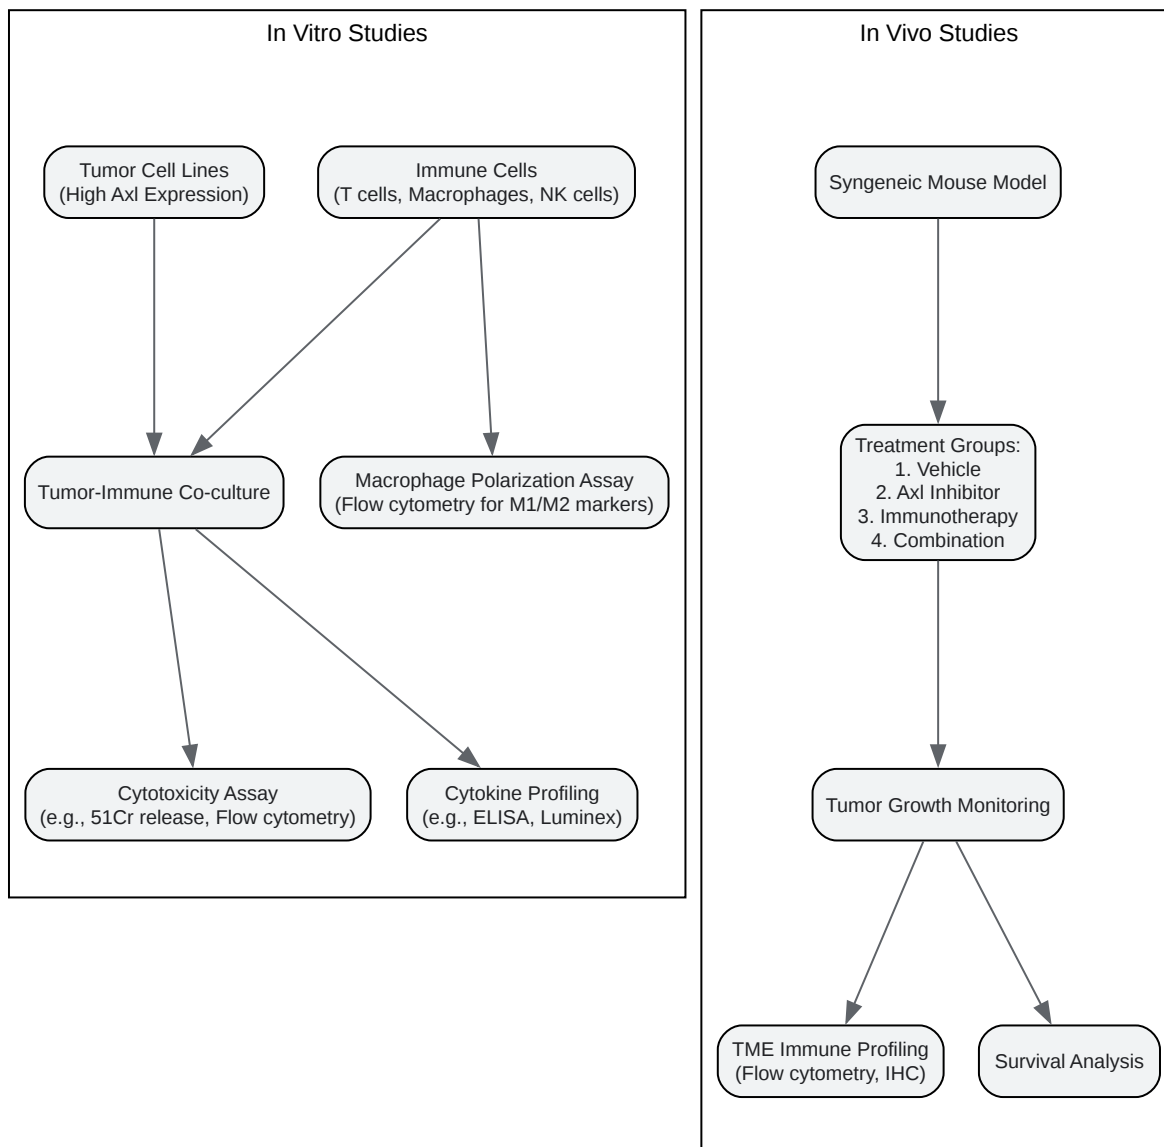 In Vitro Studies
Tumor Cell Lines
(High Axl Expression)
Immune Cells
(T cells, Macrophages, NK cells)
Tumor-Immune Co-culture
Macrophage Polarization Assay
(Flow cytometry for M1/M2 markers)
Cytotoxicity Assay
(e.g., 51Cr release, Flow cytometry)
Cytokine Profiling
(e.g., ELISA, Luminex)
In Vivo Studies
Syngeneic Mouse Model
Treatment Groups:
1. Vehicle
2. Axl Inhibitor
3. Immunotherapy
4. Combination
Tumor Growth Monitoring
TME Immune Profiling
(Flow cytometry, IHC)
Survival Analysis